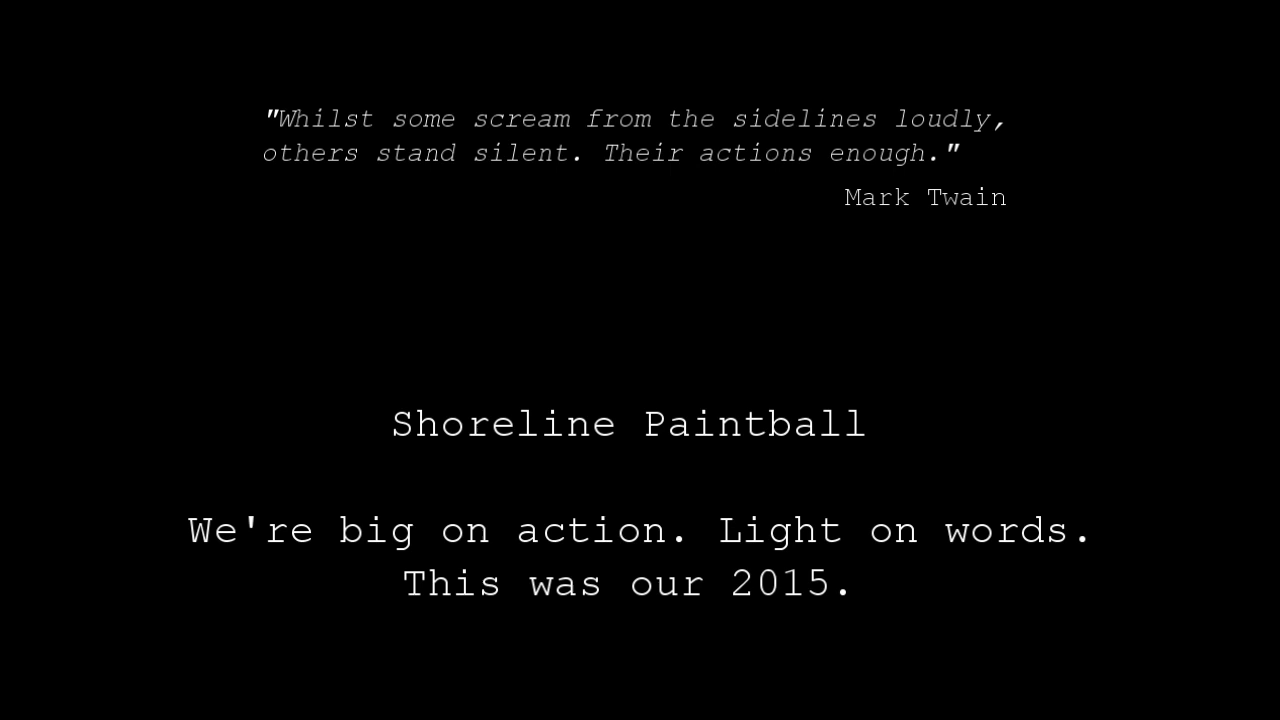 "Whilst some scream from the sidelines loudly,
others stand silent. Their actions enough."
Mark Twain
Shoreline Paintball
We're big on action. Light on words.
This was our 2015.